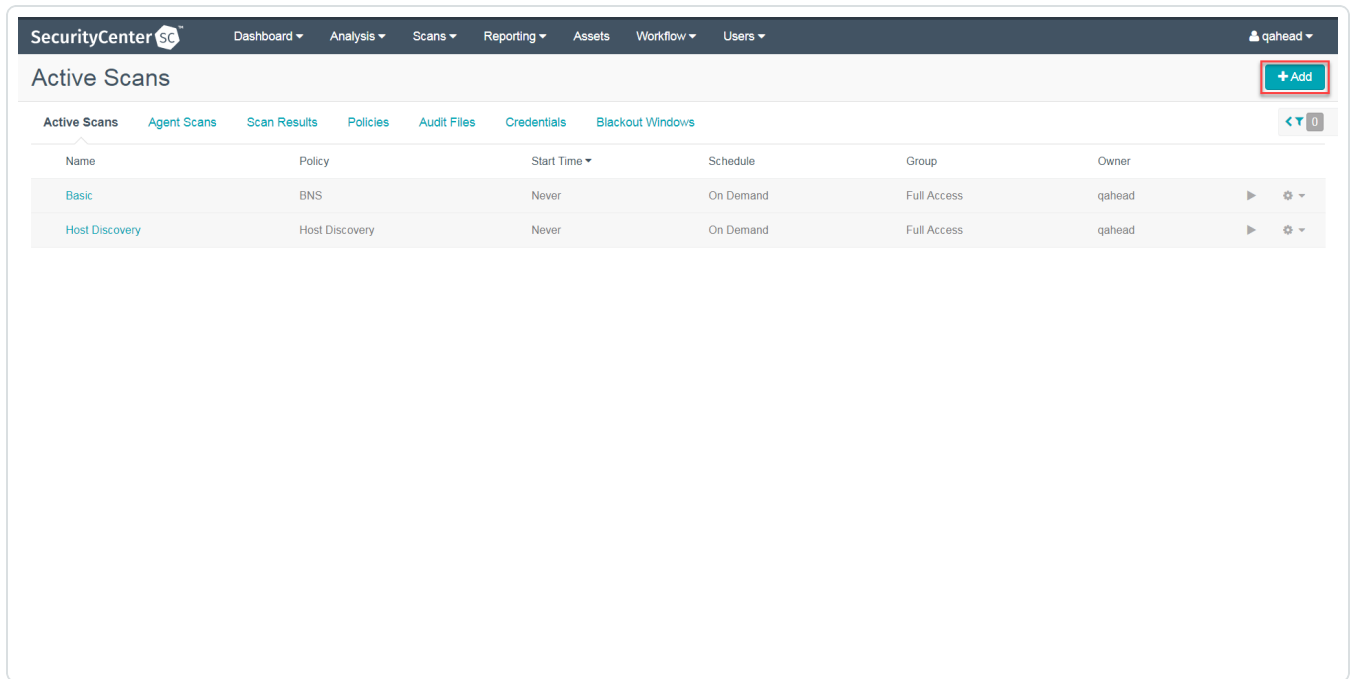 SecurityCenter SC™ Dashboard Analysis Scans Reporting Assets Workflow Users qahead
Active Scans + Add
Active Scans Agent Scans Scan Results Policies Audit Files Credentials Blackout Windows 0
Name Policy Start Time Schedule Group Owner
Basic BNS Never On Demand Full Access qahead
Host Discovery Host Discovery Never On Demand Full Access qahead